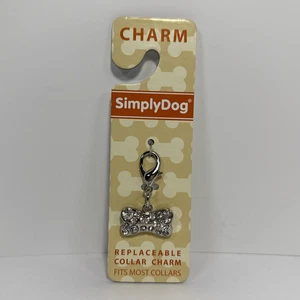 CHARM
SimplyDog®
REPLACEABLE
COLLAR CHARM
FITS MOST COLLARS